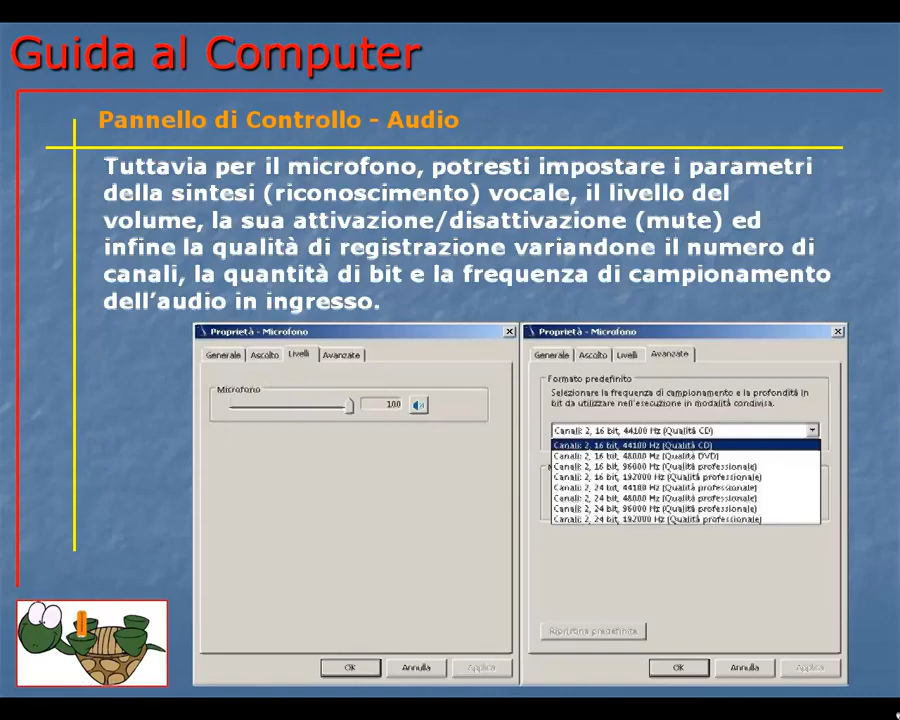 Guida al Computer
Pannello di Controllo - Audio
Tuttavia per il microfono, potresti impostare i parametri
della sintesi (riconoscimento) vocale, il livello del
volume, la sua attivazione/disattivazione (mute) ed
infine la qualità di registrazione variandone il numero di
canali, la quantità di bit e la frequenza di campionamento
dell'audio in ingresso.
Proprietà - Microfono
Generale Ascolto Livelli Avanzate
Microfono
100
OK Annulla Applica
Proprietà - Microfono
Generale Ascolto Livelli Avanzate
Formato predefinito
Selezionare la frequenza di campionamento e la profondità in
bit da utilizzare nell'esecuzione in modalità condivisa.
Canali: 2, 16 bit, 44100 Hz (Qualità CD)
Canali: 2, 16 bit, 44100 Hz (Qualità CD)
Canali: 2, 16 bit, 48000 Hz (Qualità DVD)
Canali: 2, 16 bit, 96000 Hz (Qualità professionale)
Canali: 2, 16 bit, 192000 Hz (Qualità professionale)
Canali: 2, 24 bit, 44100 Hz (Qualità professionale)
Canali: 2, 24 bit, 48000 Hz (Qualità professionale)
Canali: 2, 24 bit, 96000 Hz (Qualità professionale)
Canali: 2, 24 bit, 192000 Hz (Qualità professionale)
Ripristina predefinite
OK Annulla Applica